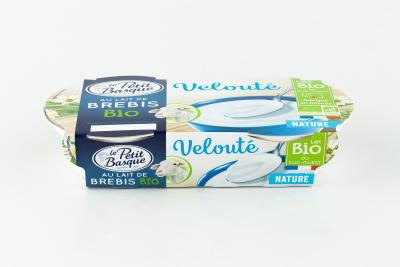 le Petit
Basque
AU LAIT DE
BREBIS
BIO
Velouté
Bio
NATURE
le Petit
Basque
AU LAIT DE
BREBIS BIO
Velouté
Lait
Bio
DU
SUD-OUEST
NATURE